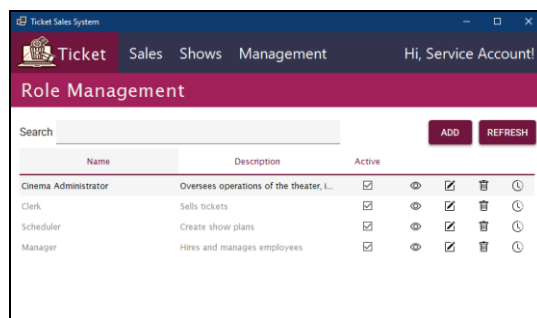 Ticket Sales System
Ticket Sales Shows Management Hi, Service Account!
Role Management
Search ADD REFRESH
Name Description Active
Cinema Administrator Oversees operations of the theater, i...
Clerk Sells tickets
Scheduler Create show plans
Manager Hires and manages employees